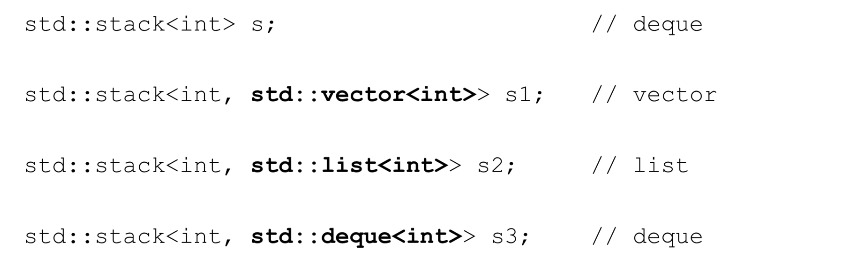 std::stack<int> s; // deque
std::stack<int, std::vector<int>> s1; // vector
std::stack<int, std::list<int>> s2; // list
std::stack<int, std::deque<int>> s3; // deque